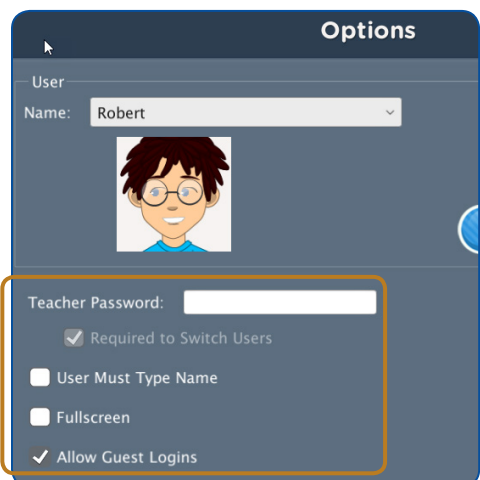 Options
User
Name: Robert
Teacher Password:
Required to Switch Users
User Must Type Name
Fullscreen
Allow Guest Logins